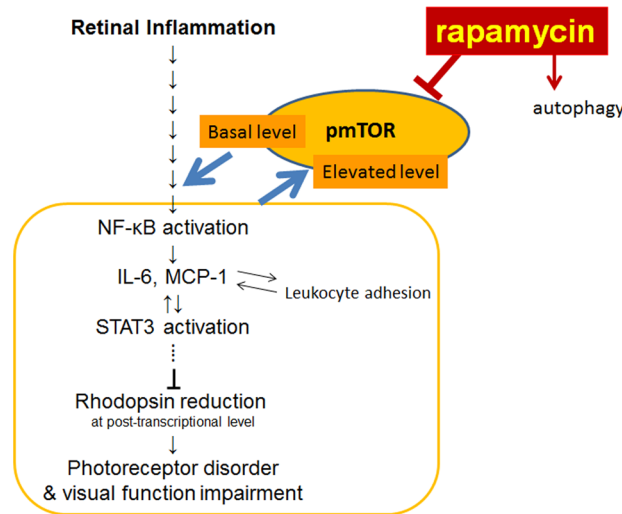 Retinal Inflammation
rapamycin
autophagy
Basal level
pmTOR
Elevated level
NF-κB activation
IL-6, MCP-1
Leukocyte adhesion
STAT3 activation
Rhodopsin reduction
at post-transcriptional level
Photoreceptor disorder
& visual function impairment